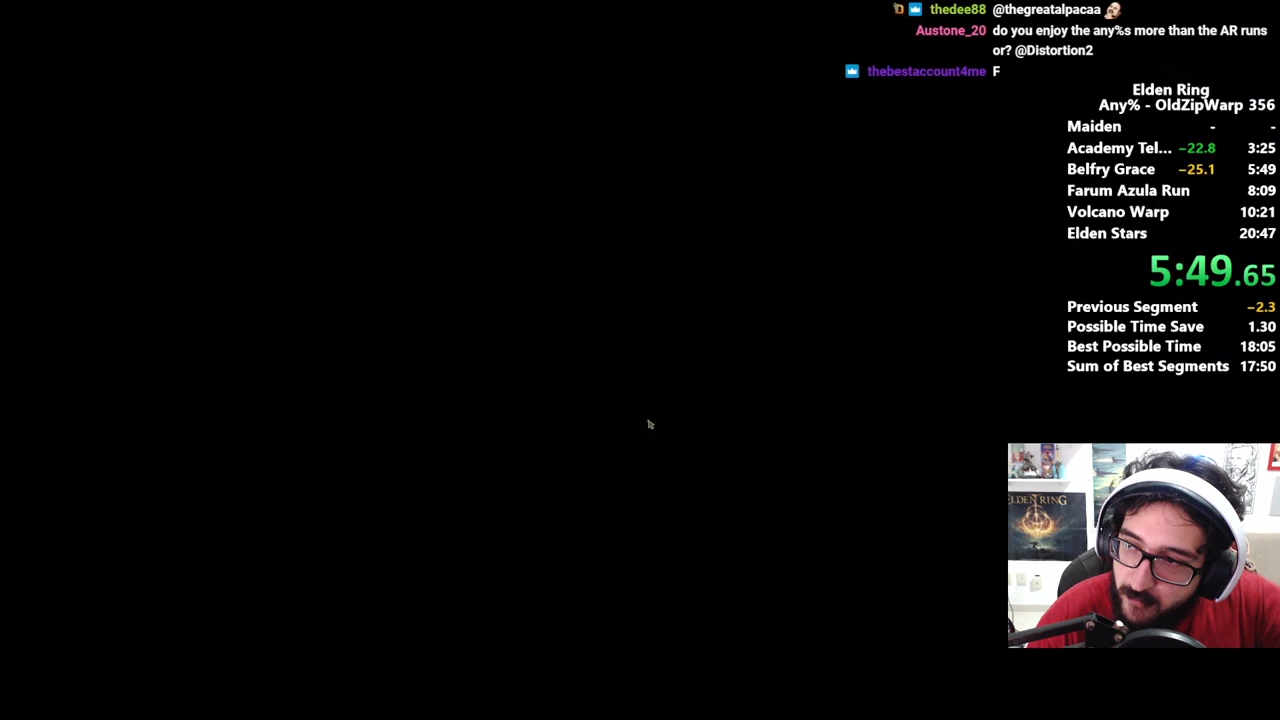 thedee88 @thegreatalpacaa
Austone_20 do you enjoy the any%s more than the AR runs
or? @Distortion2
thebestaccount4me F
Elden Ring
Any% - OldZipWarp 356
Maiden - -
Academy Tel... −22.8 3:25
Belfry Grace −25.1 5:49
Farum Azula Run 8:09
Volcano Warp 10:21
Elden Stars 20:47
5:49.65
Previous Segment −2.3
Possible Time Save 1.30
Best Possible Time 18:05
Sum of Best Segments 17:50
ELDEN RING